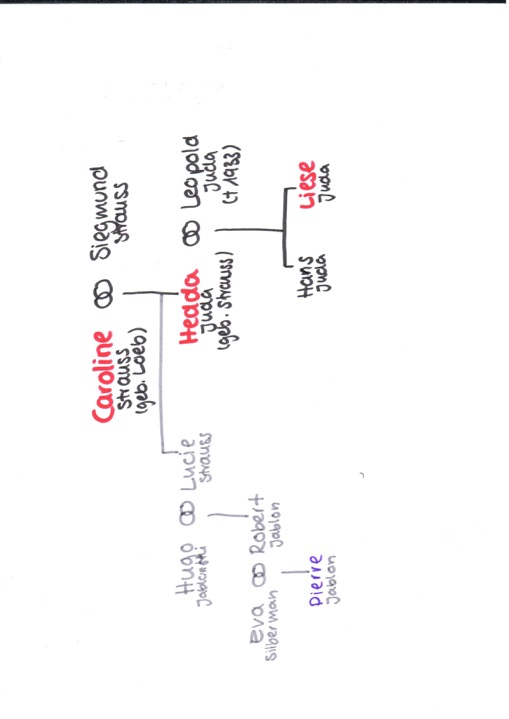 Caroline
Strauss
(geb. Loeb)
Siegmund
Strauss
Hugo
Lucie
Strauss
Hedda
Juda
(geb. Strauss)
Leopold
Juda
(† 1933)
Eva
Silberman
Robert
Jablon
Hans
Juda
Liese
Juda
Pierre
Jablon